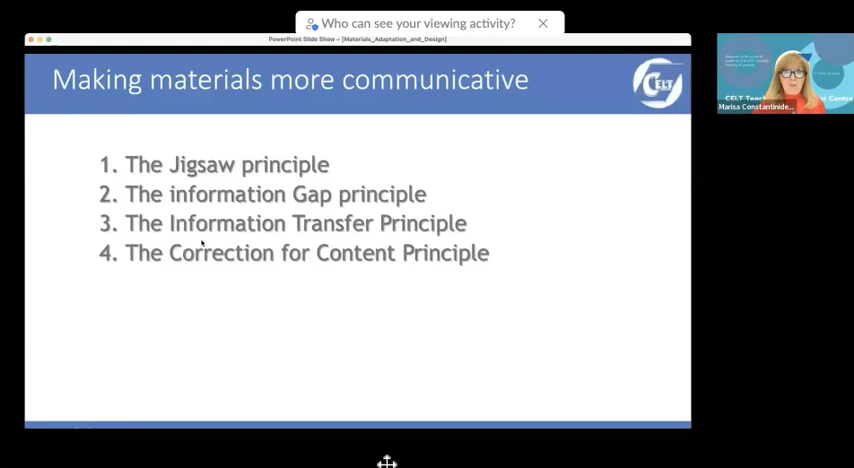 Who can see your viewing activity?
PowerPoint Slide Show – [Materials_Adaptation_and_Design]
Making materials more communicative
CELT
1. The Jigsaw principle
2. The information Gap principle
3. The Information Transfer Principle
4. The Correction for Content Principle
Marisa Constantinide...